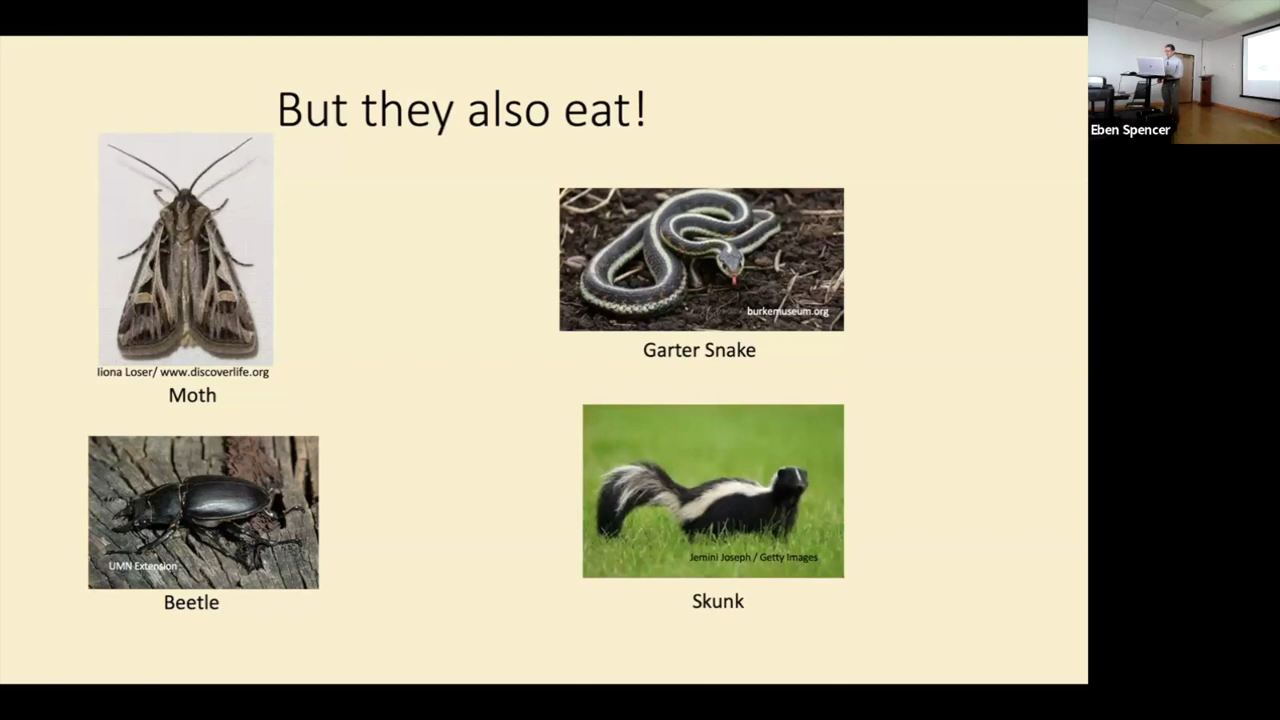 But they also eat!
Iiona Loser/ www.discoverlife.org
Moth
burkemuseum.org
Garter Snake
UMN Extension
Beetle
Jemini Joseph / Getty Images
Skunk
Eben Spencer